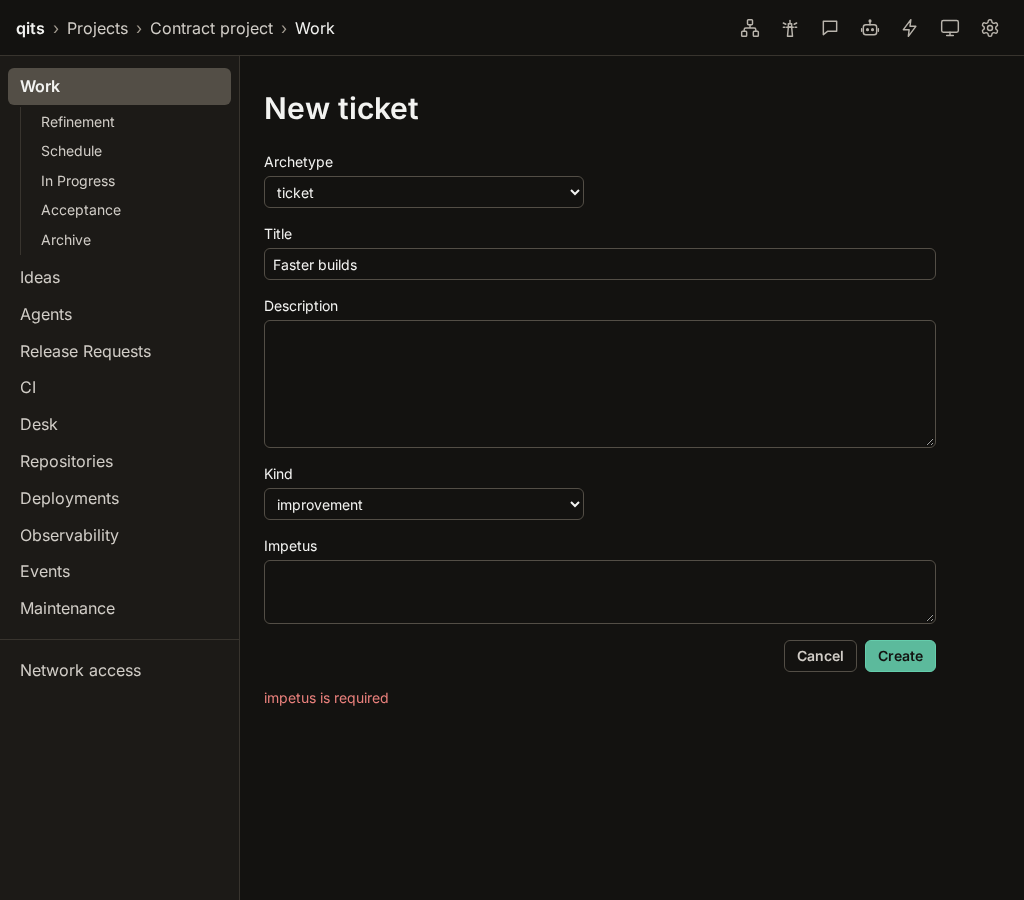 qits › Projects › Contract project › Work
Work
Refinement
Schedule
In Progress
Acceptance
Archive
Ideas
Agents
Release Requests
CI
Desk
Repositories
Deployments
Observability
Events
Maintenance
Network access
New ticket
Archetype
ticket
Title
Faster builds
Description
Kind
improvement
Impetus
Cancel
Create
impetus is required